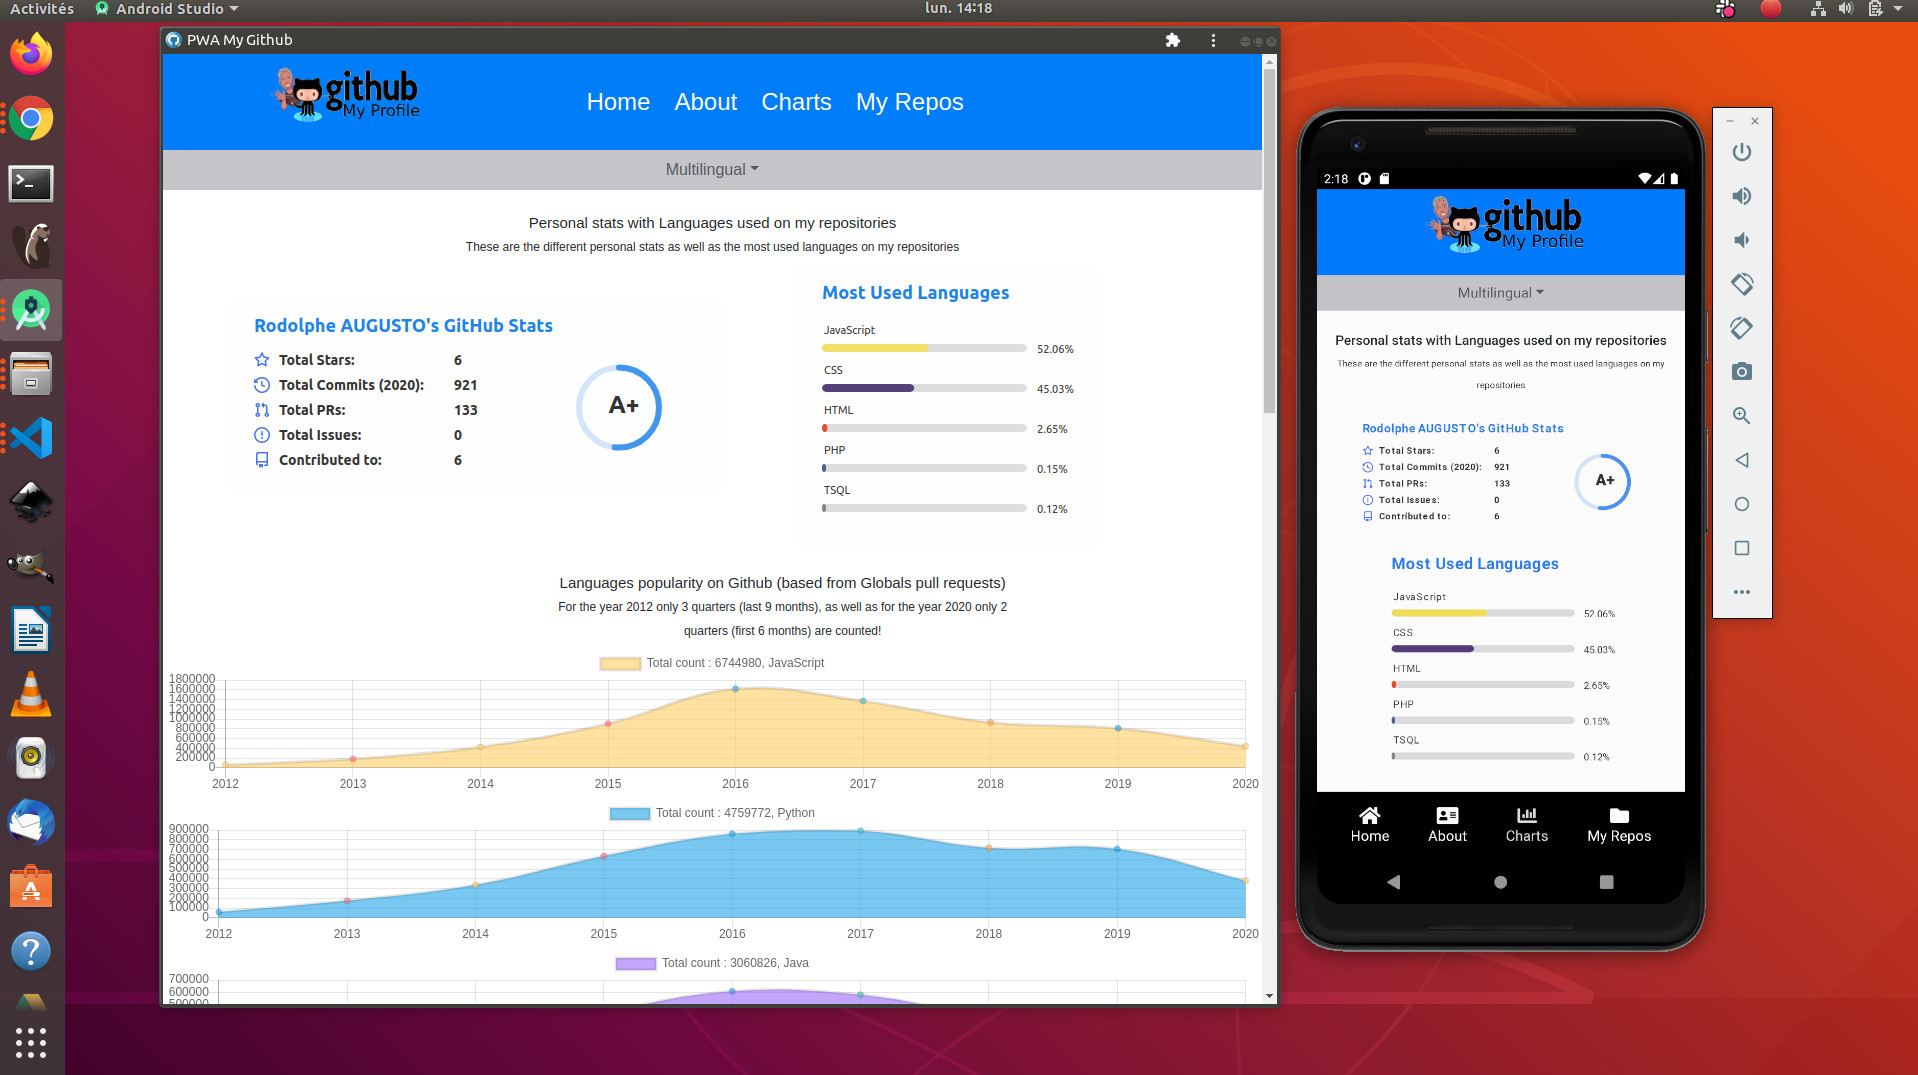 Activités
Android Studio
lun. 14:18
PWA My Github
github
My Profile
Home About Charts My Repos
Multilingual
Personal stats with Languages used on my repositories
These are the different personal stats as well as the most used languages on my repositories
Rodolphe AUGUSTO's GitHub Stats
Total Stars: 6
Total Commits (2020): 921
Total PRs: 133
Total Issues: 0
Contributed to: 6
A+
Most Used Languages
JavaScript
52.06%
CSS
45.03%
HTML
2.65%
PHP
0.15%
TSQL
0.12%
Languages popularity on Github (based from Globals pull requests)
For the year 2012 only 3 quarters (last 9 months), as well as for the year 2020 only 2
quarters (first 6 months) are counted!
Total count : 6744980, JavaScript
1800000
1600000
1400000
1200000
1000000
800000
600000
400000
200000
0
2012 2013 2014 2015 2016 2017 2018 2019 2020
Total count : 4759772, Python
900000
800000
700000
600000
500000
400000
300000
200000
100000
0
2012 2013 2014 2015 2016 2017 2018 2019 2020
Total count : 3060826, Java
700000
600000
500000
2:18
github
My Profile
Multilingual
Personal stats with Languages used on my repositories
These are the different personal stats as well as the most used languages on my
repositories
Rodolphe AUGUSTO's GitHub Stats
Total Stars: 6
Total Commits (2020): 921
Total PRs: 133
Total Issues: 0
Contributed to: 6
A+
Most Used Languages
JavaScript
52.06%
CSS
45.03%
HTML
2.65%
PHP
0.15%
TSQL
0.12%
Home About Charts My Repos